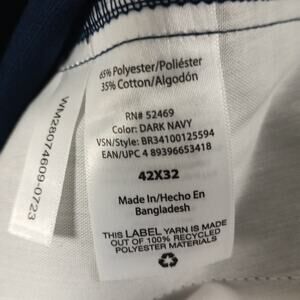 65% Polyester/Poliéster
35% Cotton/Algodón
RN# 52469
Color: DARK NAVY
VSN/Style: BR34100125594
EAN/UPC 4 89396653418
42X32
Made In/Hecho En
Bangladesh
THIS LABEL YARN IS MADE
OUT OF 100% RECYCLED
POLYESTER MATERIALS
WM28074609-0723